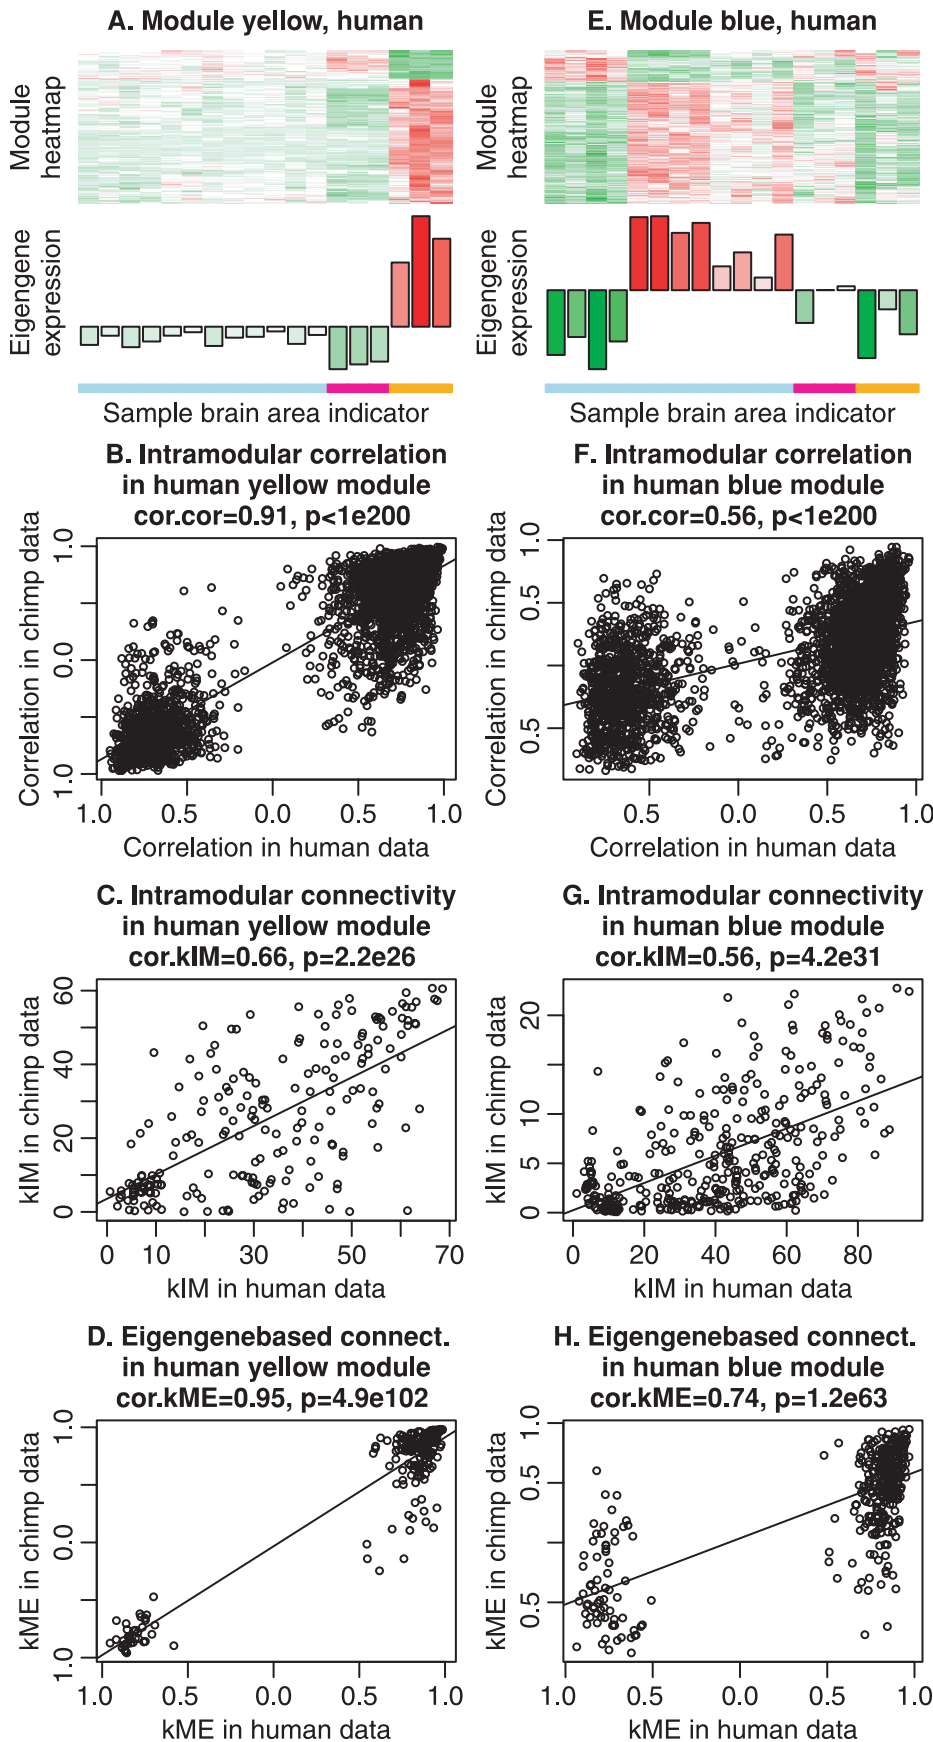 A. Module yellow, human
Module
heatmap
Eigengene
expression
Sample brain area indicator
B. Intramodular correlation
in human yellow module
cor.cor=0.91, p<1e200
Correlation in chimp data
1.0
0.0
1.0
1.0 0.5 0.0 0.5 1.0
Correlation in human data
C. Intramodular connectivity
in human yellow module
cor.kIM=0.66, p=2.2e26
kIM in chimp data
60
40
20
0
0 10 30 50 70
kIM in human data
D. Eigengenebased connect.
in human yellow module
cor.kME=0.95, p=4.9e102
kME in chimp data
1.0
0.0
1.0
1.0 0.5 0.0 0.5 1.0
kME in human data
E. Module blue, human
Module
heatmap
Eigengene
expression
Sample brain area indicator
F. Intramodular correlation
in human blue module
cor.cor=0.56, p<1e200
Correlation in chimp data
1.0
0.5
0.5
0.5 0.0 0.5 1.0
Correlation in human data
G. Intramodular connectivity
in human blue module
cor.kIM=0.56, p=4.2e31
kIM in chimp data
20
10
5
0
0 20 40 60 80
kIM in human data
H. Eigengenebased connect.
in human blue module
cor.kME=0.74, p=1.2e63
kME in chimp data
1.0
0.5
0.5
1.0 0.5 0.0 0.5 1.0
kME in human data